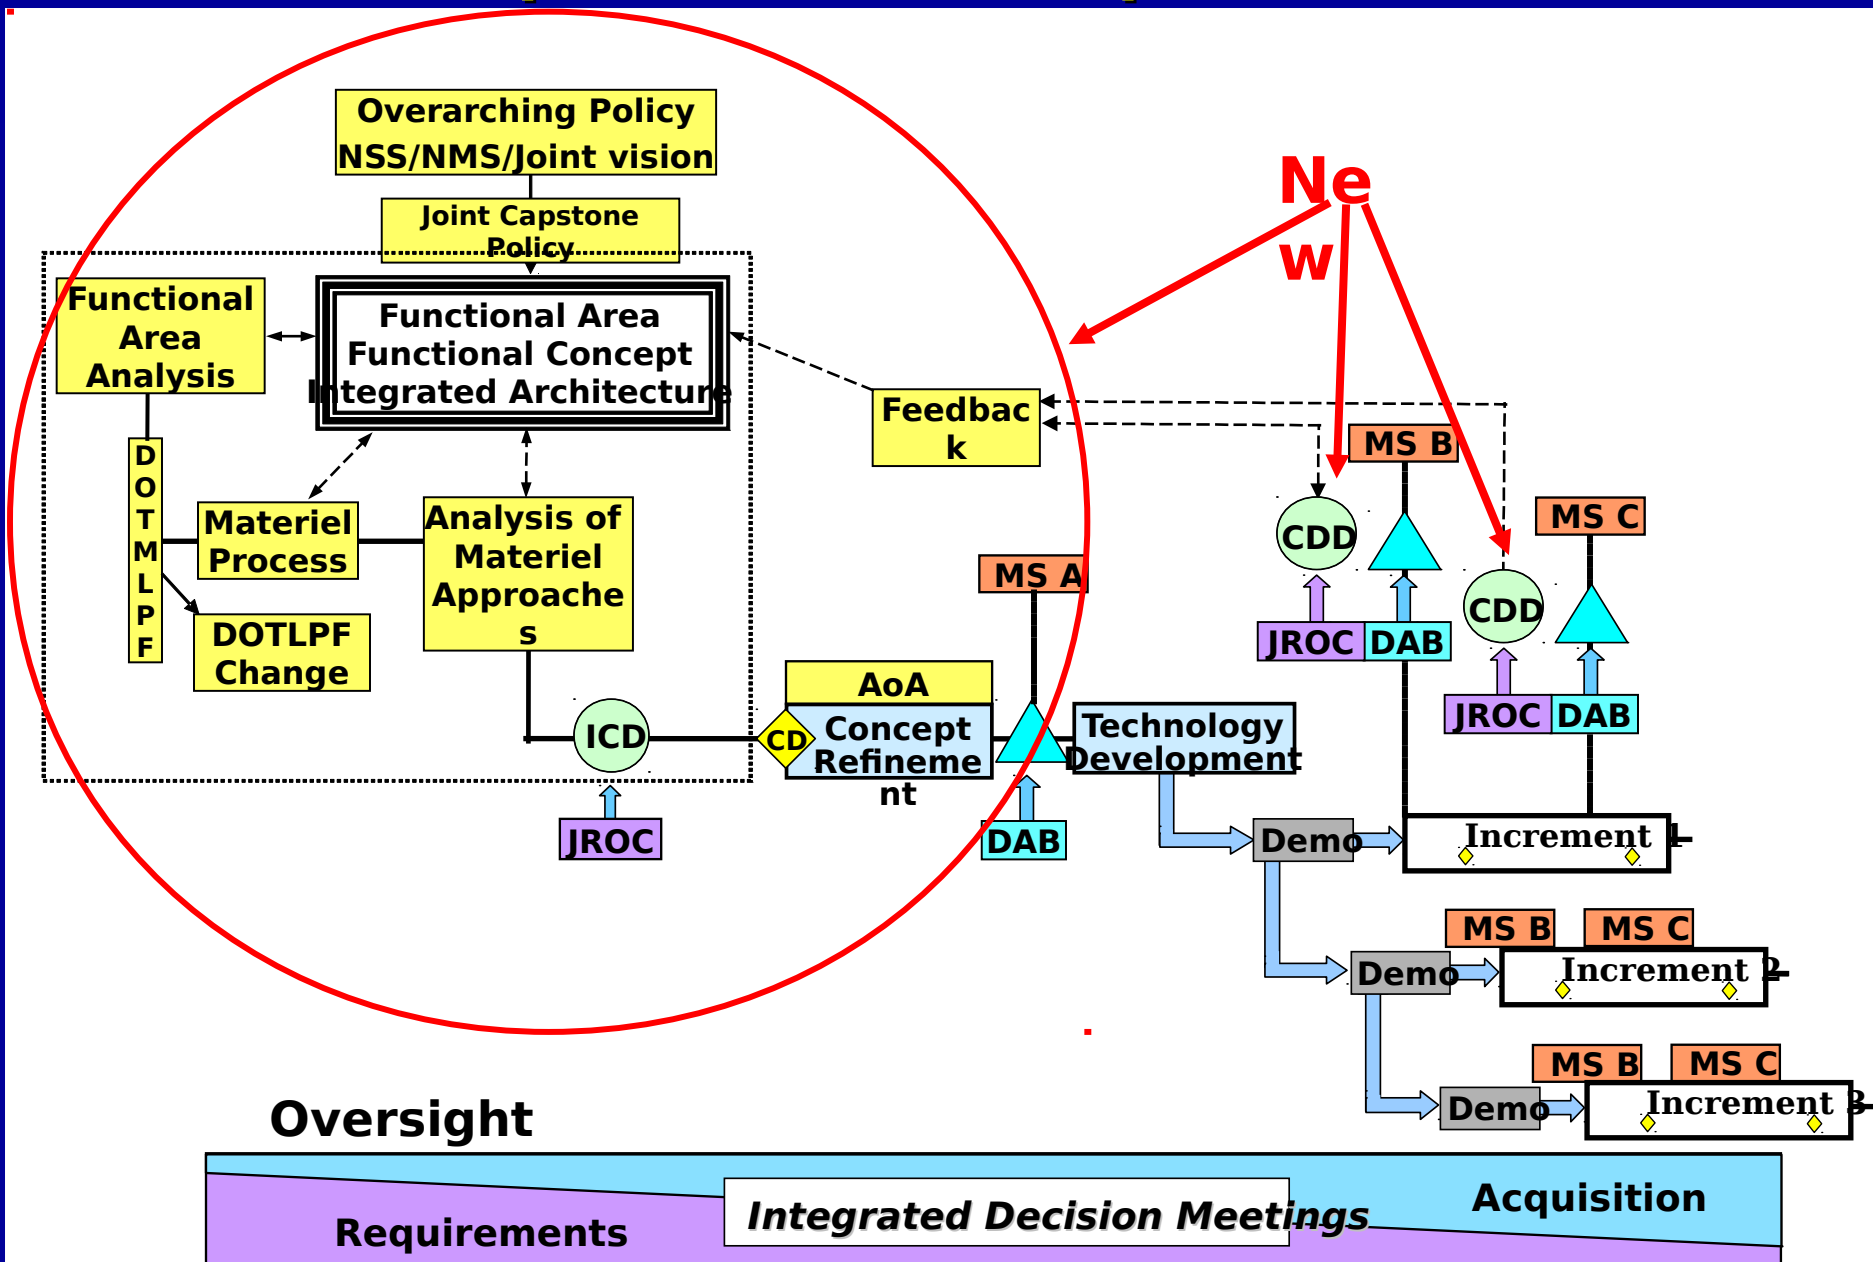 Overarching Policy
NSS/NMS/Joint vision
Joint Capstone
Policy
Ne
w
Functional
Area
Analysis
Functional Area
Functional Concept
Integrated Architecture
Feedbac
k
MS B
D
O
T
M
L
P
F
Materiel
Process
Analysis of
Materiel
Approache
s
DOTLPF
Change
MS A
CDD
MS C
CDD
JROC
DAB
JROC
DAB
ICD
CD
AoA
Concept
Refineme
nt
Technology
Development
JROC
DAB
Demo
Increment 1
MS B
MS C
Demo
Increment 2
MS B
MS C
Demo
Increment 3
Oversight
Requirements
Integrated Decision Meetings
Acquisition